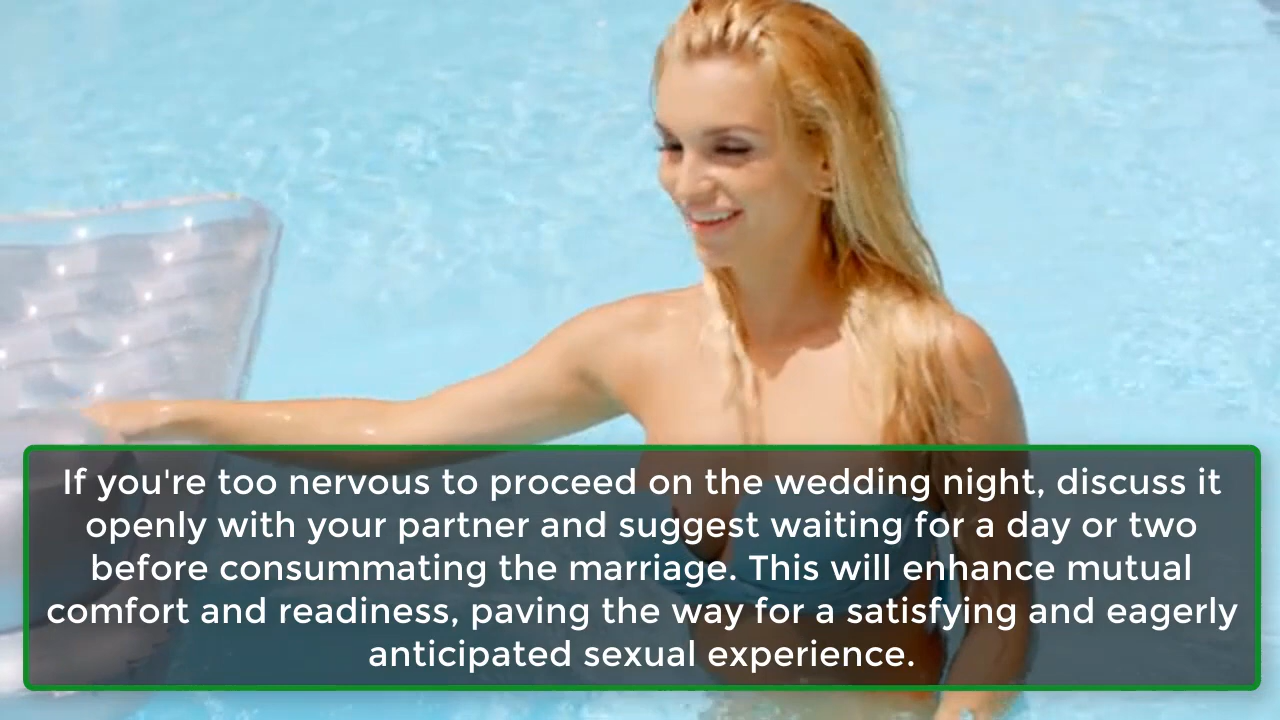 If you're too nervous to proceed on the wedding night, discuss it
openly with your partner and suggest waiting for a day or two
before consummating the marriage. This will enhance mutual
comfort and readiness, paving the way for a satisfying and eagerly
anticipated sexual experience.